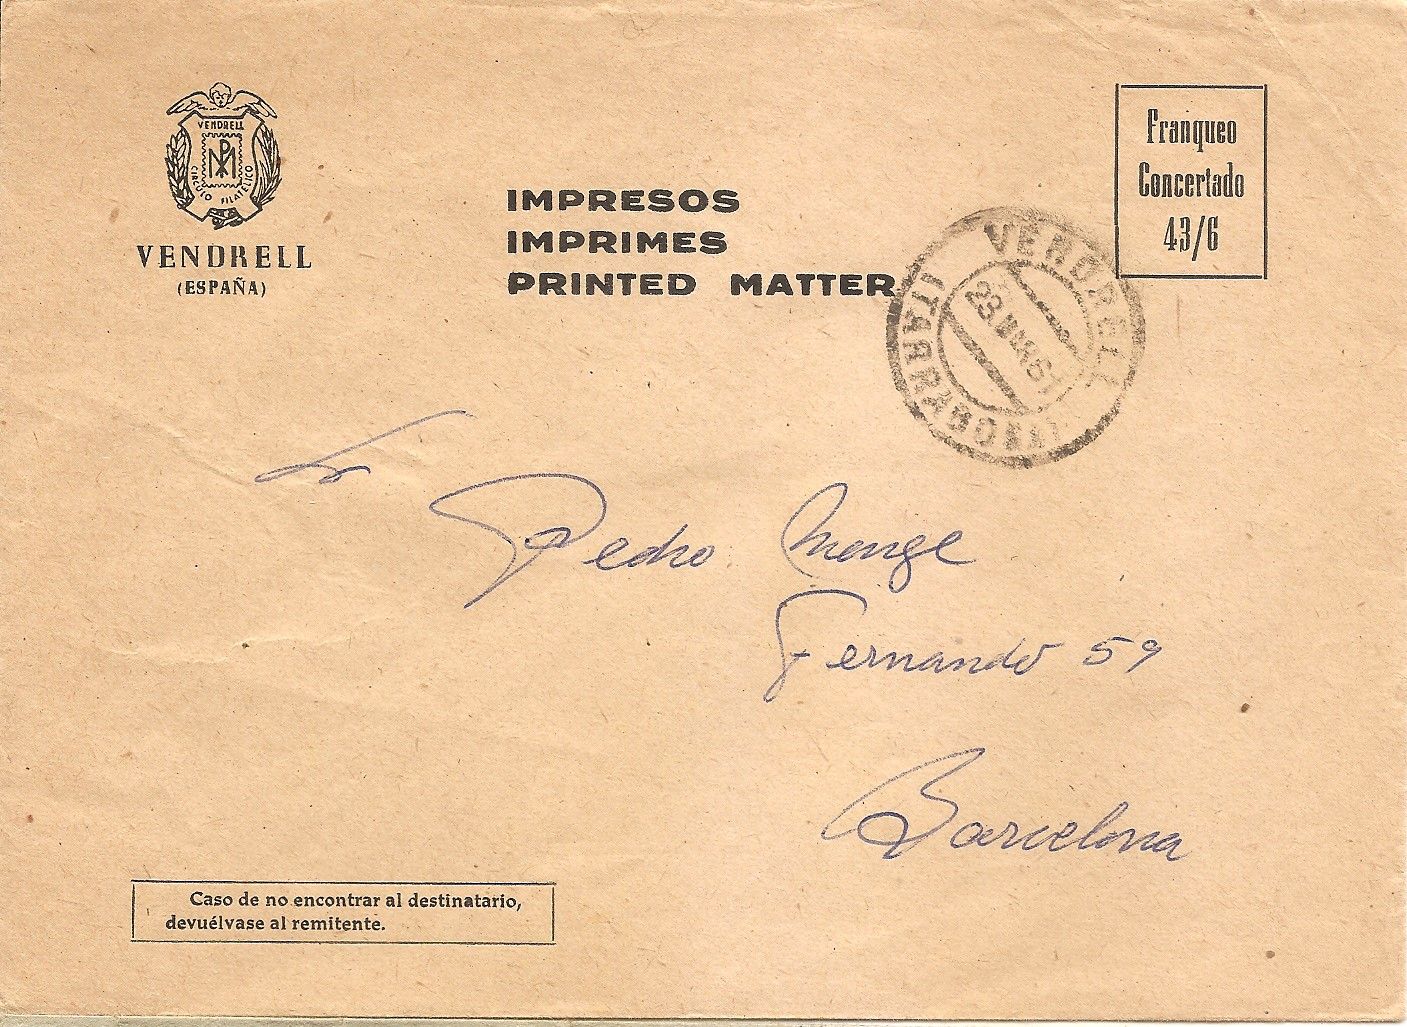 VENDRELL
CIRCULO FILATELICO
VENDRELL
(ESPAÑA)
IMPRESOS
IMPRIMES
PRINTED MATTER
Franqueo
Concertado
43/6
VENDRELL
(TARRAGONA)
Sr
Pedro Monge
Fernando 59
Barcelona
Caso de no encontrar al destinatario,
devuélvase al remitente.